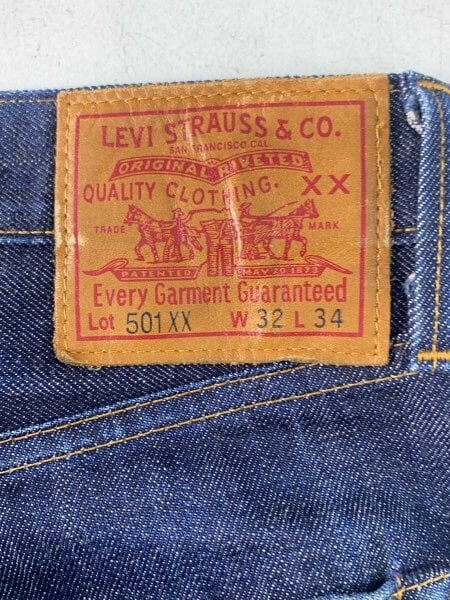 LEVI STRAUSS & CO.
SAN FRANCISCO CAL.
ORIGINAL RIVETED
QUALITY CLOTHING. XX
TRADE MARK
PATENTED MAY 20 1873
Every Garment Guaranteed
Lot 501XX W 32 L 34